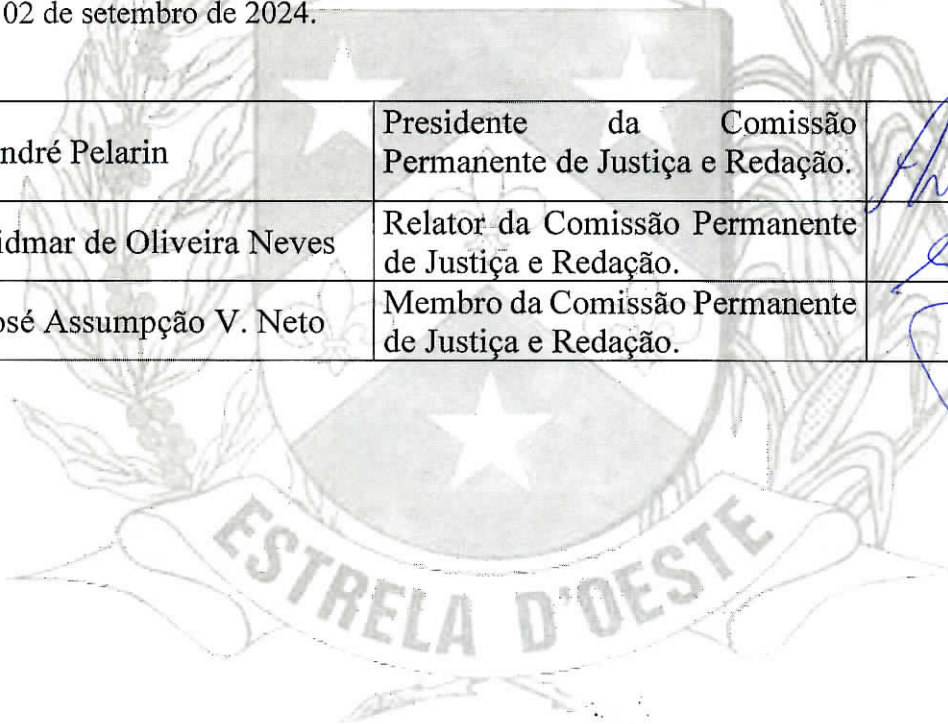 02 de setembro de 2024.
ndré Pelarin
Presidente da Comissão
Permanente de Justiça e Redação.
idmar de Oliveira Neves
Relator da Comissão Permanente
de Justiça e Redação.
osé Assumpção V. Neto
Membro da Comissão Permanente
de Justiça e Redação.
ESTRELA D'OESTE